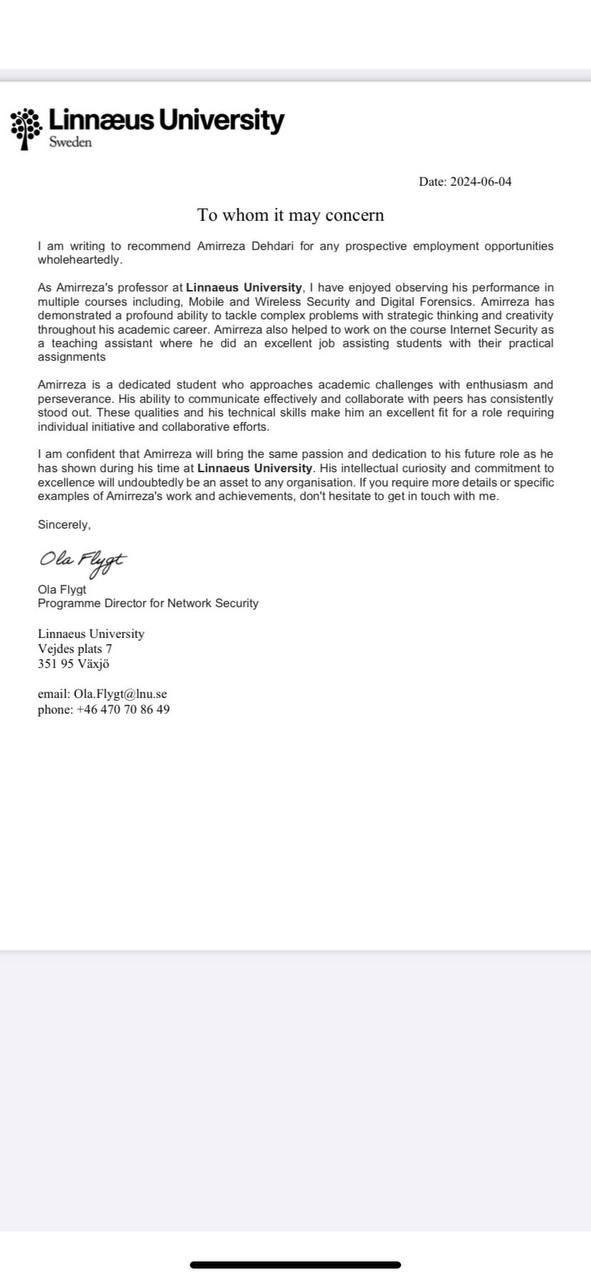 Linnæus University
Sweden
Date: 2024-06-04
To whom it may concern
I am writing to recommend Amirreza Dehdari for any prospective employment opportunities
wholeheartedly.
As Amirreza's professor at Linnaeus University, I have enjoyed observing his performance in
multiple courses including, Mobile and Wireless Security and Digital Forensics. Amirreza has
demonstrated a profound ability to tackle complex problems with strategic thinking and creativity
throughout his academic career. Amirreza also helped to work on the course Internet Security as
a teaching assistant where he did an excellent job assisting students with their practical
assignments
Amirreza is a dedicated student who approaches academic challenges with enthusiasm and
perseverance. His ability to communicate effectively and collaborate with peers has consistently
stood out. These qualities and his technical skills make him an excellent fit for a role requiring
individual initiative and collaborative efforts.
I am confident that Amirreza will bring the same passion and dedication to his future role as he
has shown during his time at Linnaeus University. His intellectual curiosity and commitment to
excellence will undoubtedly be an asset to any organisation. If you require more details or specific
examples of Amirreza's work and achievements, don't hesitate to get in touch with me.
Sincerely,
Ola Flygt
Ola Flygt
Programme Director for Network Security
Linnaeus University
Vejdes plats 7
351 95 Växjö
email: Ola.Flygt@lnu.se
phone: +46 470 70 86 49